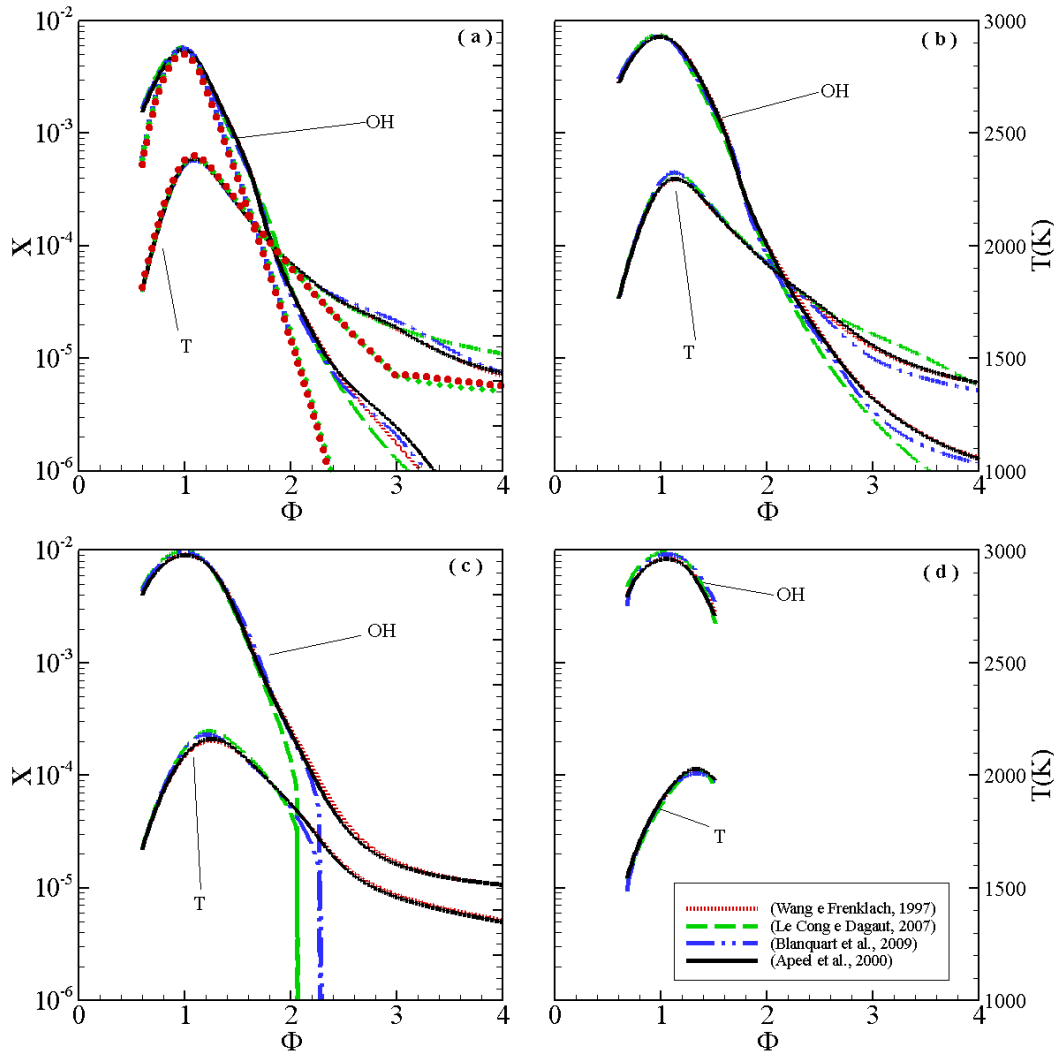 10-2
10-3
10-4
10-5
10-6
X
( a )
OH
T
0 1 2 3 4
Φ
( b )
OH
T
3000
2500
2000
1500
1000
T(K)
0 1 2 3 4
Φ
10-2
10-3
10-4
10-5
10-6
X
( c )
OH
T
0 1 2 3 4
Φ
( d )
OH
T
3000
2500
2000
1500
1000
T(K)
(Wang e Frenklach, 1997)
(Le Cong e Dagaut, 2007)
(Blanquart et al., 2009)
(Apeel et al., 2000)
0 1 2 3 4
Φ